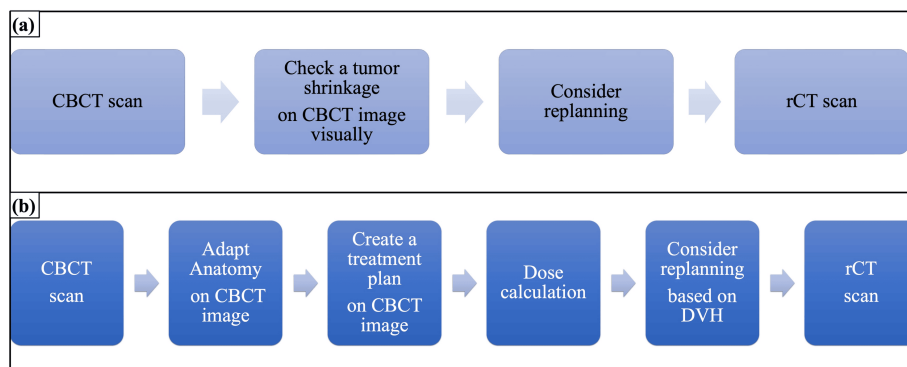 (a)
CBCT scan
Check a tumor
shrinkage
on CBCT image
visually
Consider
replanning
rCT scan
(b)
CBCT
scan
Adapt
Anatomy
on CBCT
image
Create a
treatment
plan
on CBCT
image
Dose
calculation
Consider
replanning
based on
DVH
rCT
scan